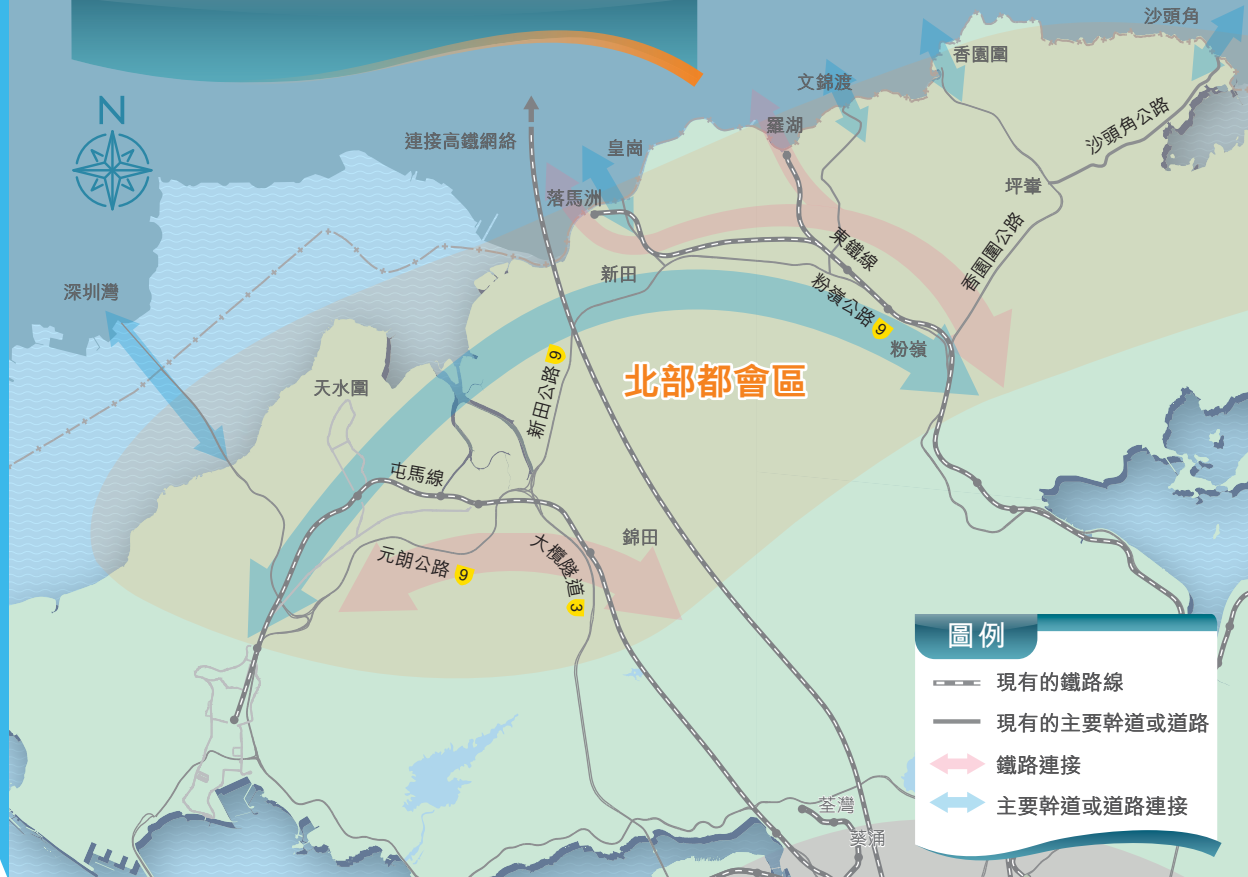 沙頭角
香園圍
文錦渡
N
羅湖
沙頭角公路
連接高鐵網絡
皇崗
坪輋
落馬洲
香園圍公路
東鐵線
新田
深圳灣
粉嶺公路 9
粉嶺
天水圍
新田公路 9
北部都會區
屯馬線
錦田
元朗公路 9
大欖隧道 3
圖例
現有的鐵路線
現有的主要幹道或道路
鐵路連接
主要幹道或道路連接
荃灣
葵涌